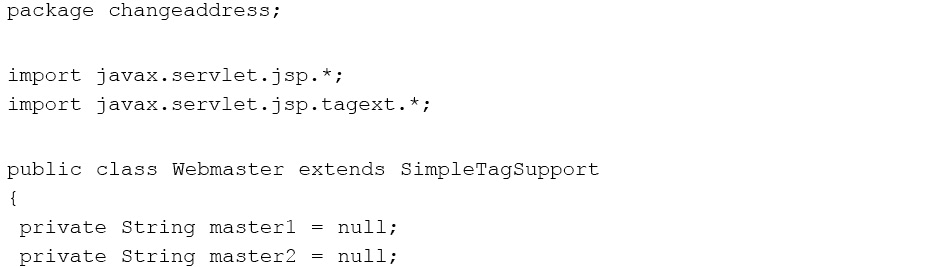 package changeaddress;
import javax.servlet.jsp.*;
import javax.servlet.jsp.tagext.*;
public class Webmaster extends SimpleTagSupport
{
private String master1 = null;
private String master2 = null;